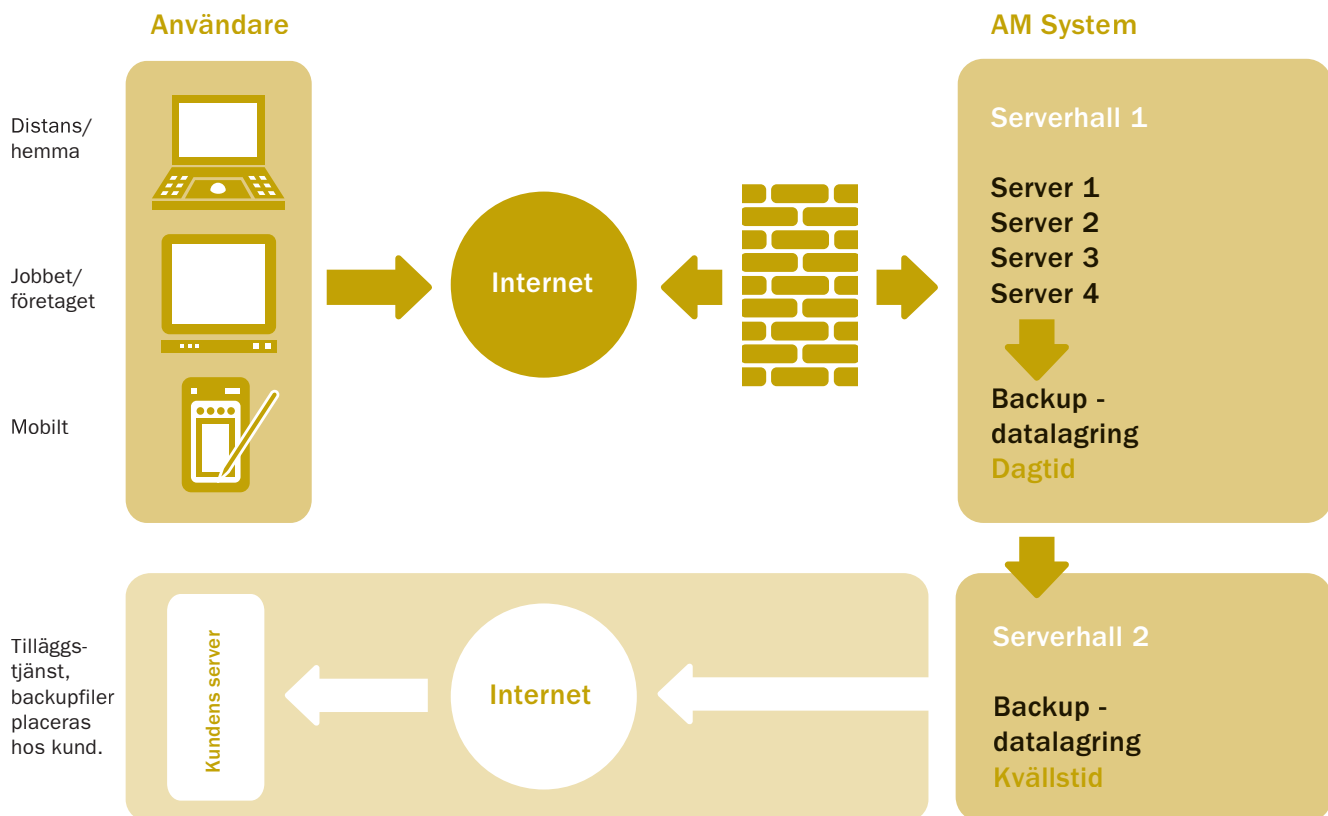 Användare
AM System
Distans/
hemma
Jobbet/
företaget
Mobilt
Internet
Serverhall 1
Server 1
Server 2
Server 3
Server 4
Backup -
datalagring
Dagtid
Tilläggs-
tjänst,
backupfiler
placeras
hos kund.
Kundens server
Internet
Serverhall 2
Backup -
datalagring
Kvällstid